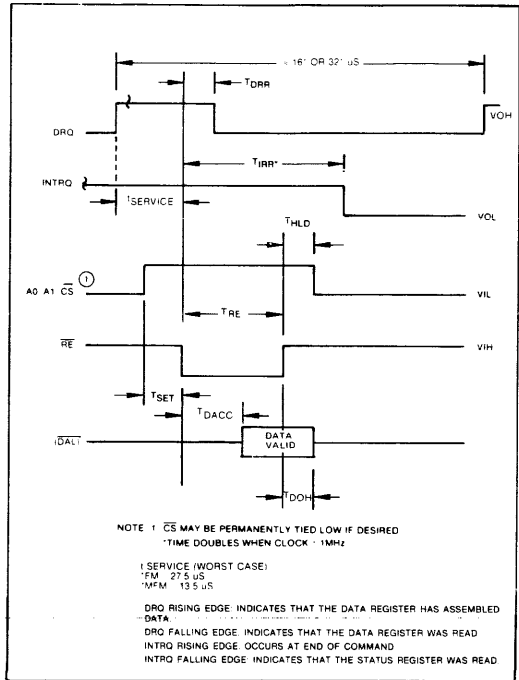 16* OR 32* uS
TDRR
VOH
DRQ
TIRR*
INTRQ
tSERVICE
VOL
THLD
1
A0 A1 CS
VIL
TRE
RE
VIH
TSET
TDACC
(DAL)
DATA
VALID
TDOH
NOTE 1 CS MAY BE PERMANENTLY TIED LOW IF DESIRED
*TIME DOUBLES WHEN CLOCK 1MHz
t SERVICE (WORST CASE)
*FM 27.5 uS
*MFM 13.5 uS
DRQ RISING EDGE: INDICATES THAT THE DATA REGISTER HAS ASSEMBLED
DATA.
DRQ FALLING EDGE: INDICATES THAT THE DATA REGISTER WAS READ
INTRQ RISING EDGE: OCCURS AT END OF COMMAND
INTRQ FALLING EDGE: INDICATES THAT THE STATUS REGISTER WAS READ.